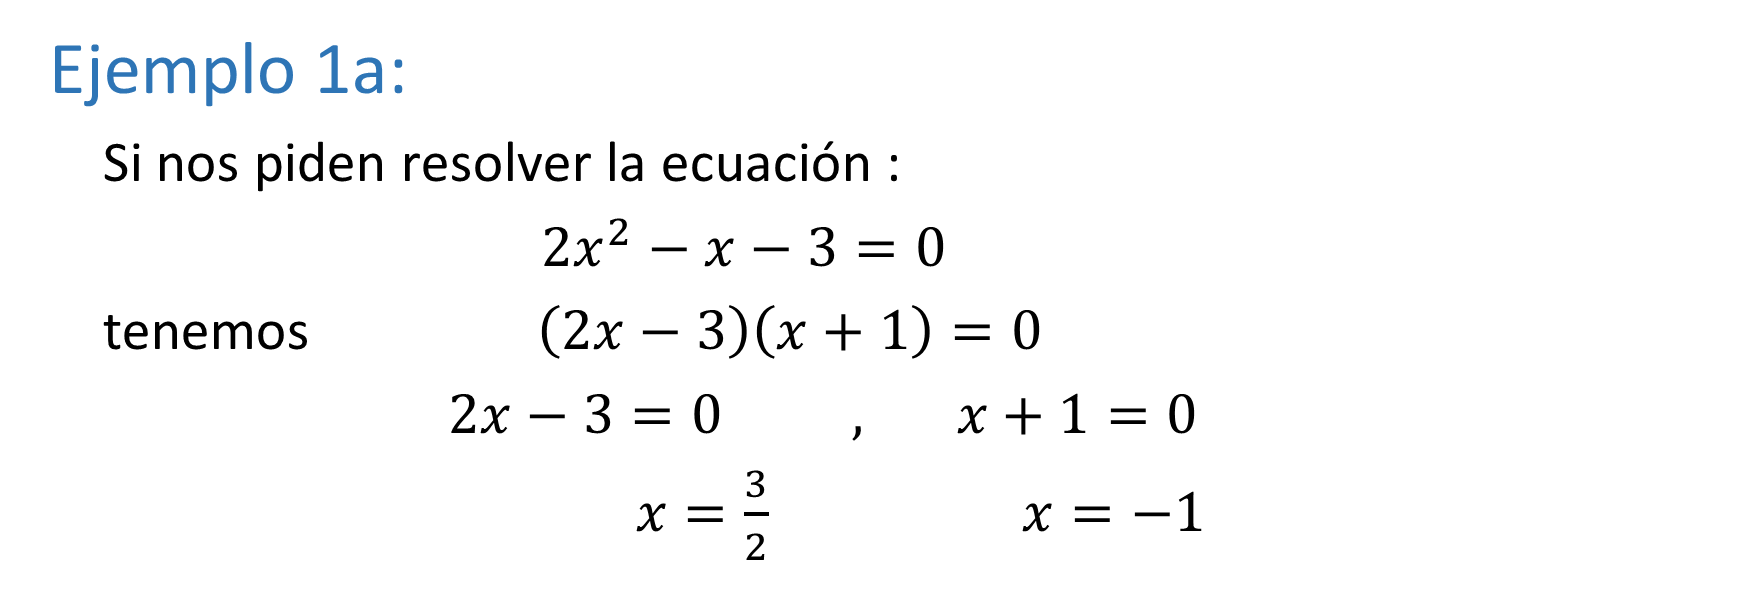 Ejemplo 1a:
Si nos piden resolver la ecuación :
2x² − x − 3 = 0
tenemos (2x − 3)(x + 1) = 0
2x − 3 = 0 , x + 1 = 0
x = 3/2 x = −1